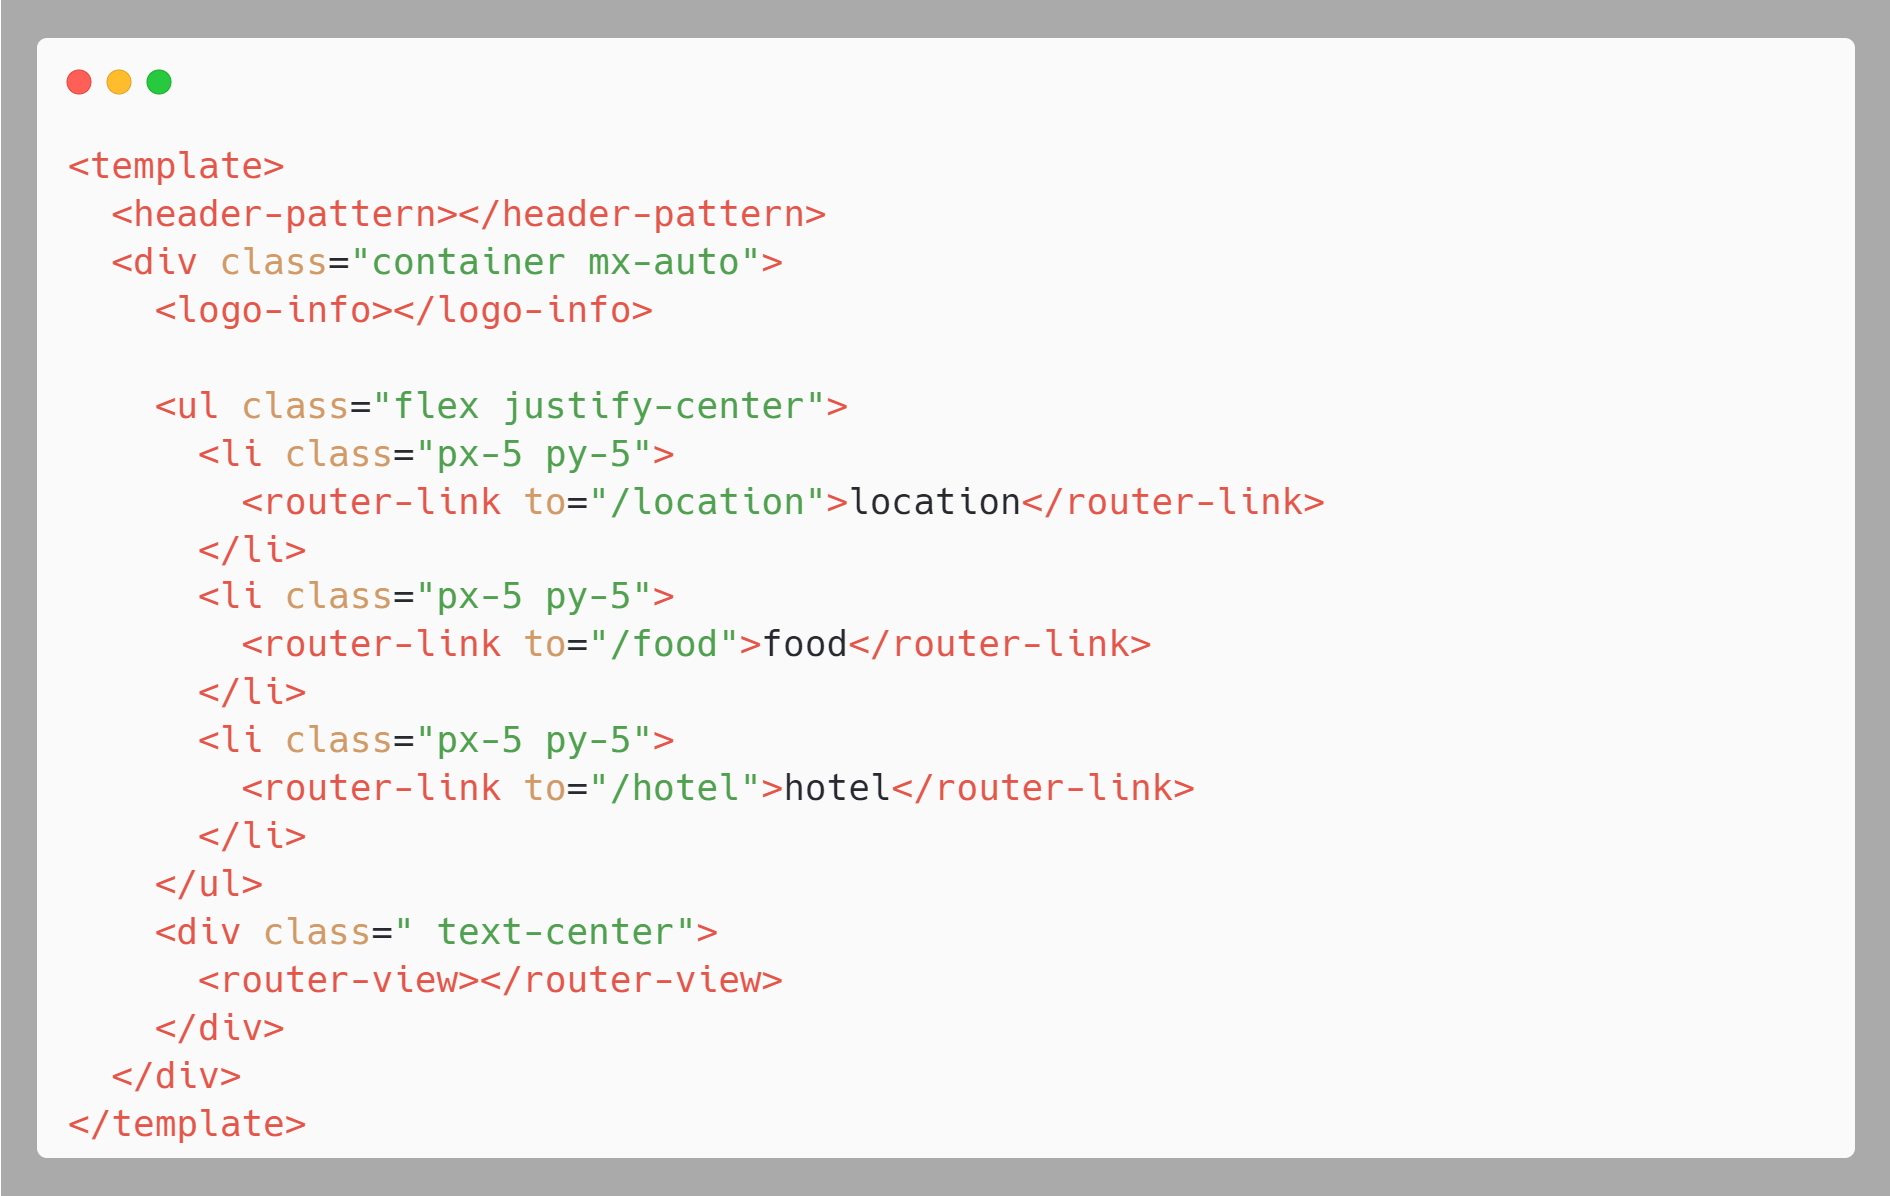 <template>
  <header-pattern></header-pattern>
  <div class="container mx-auto">
    <logo-info></logo-info>

    <ul class="flex justify-center">
      <li class="px-5 py-5">
        <router-link to="/location">location</router-link>
      </li>
      <li class="px-5 py-5">
        <router-link to="/food">food</router-link>
      </li>
      <li class="px-5 py-5">
        <router-link to="/hotel">hotel</router-link>
      </li>
    </ul>
    <div class=" text-center">
      <router-view></router-view>
    </div>
  </div>
</template>